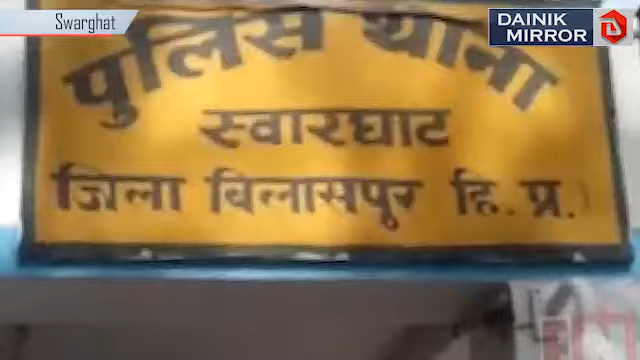 Swarghat
DAINIK
MIRROR
पुलिस थाना
स्वारघाट
जिला बिलासपुर हि. प्र.